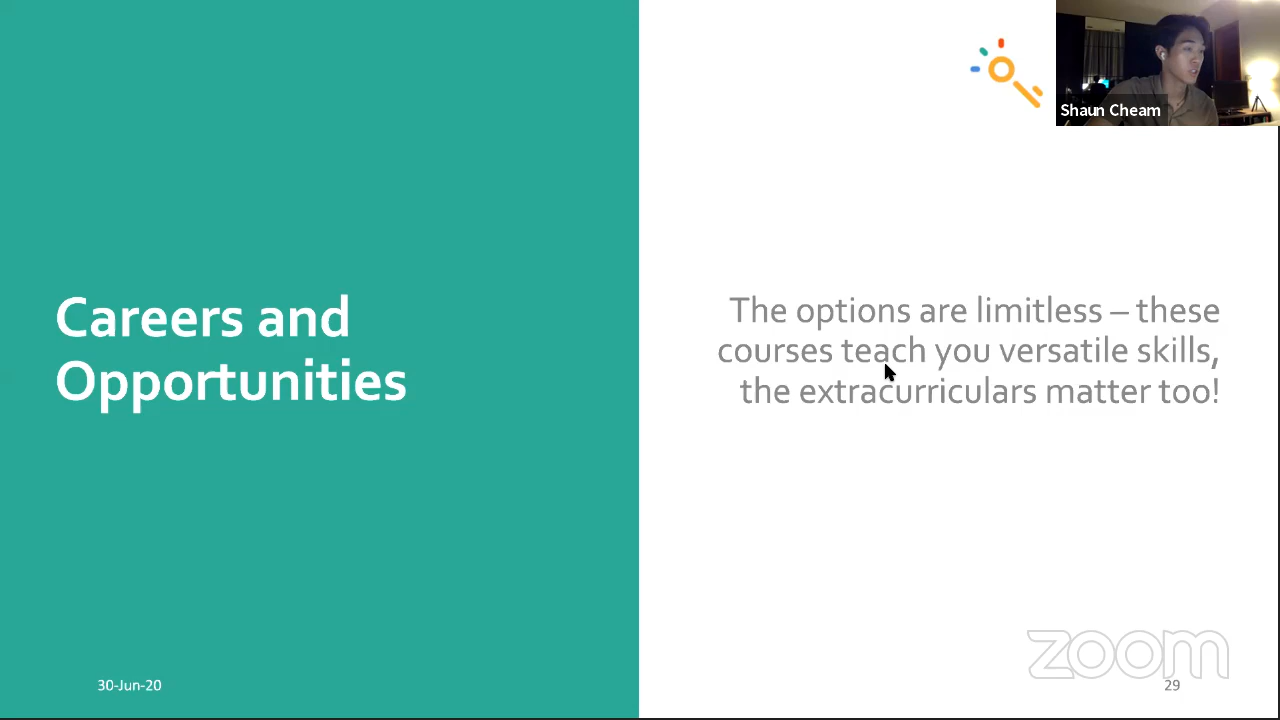 Shaun Cheam
Careers and
Opportunities
The options are limitless – these
courses teach you versatile skills,
the extracurriculars matter too!
zoom
30-Jun-20
29